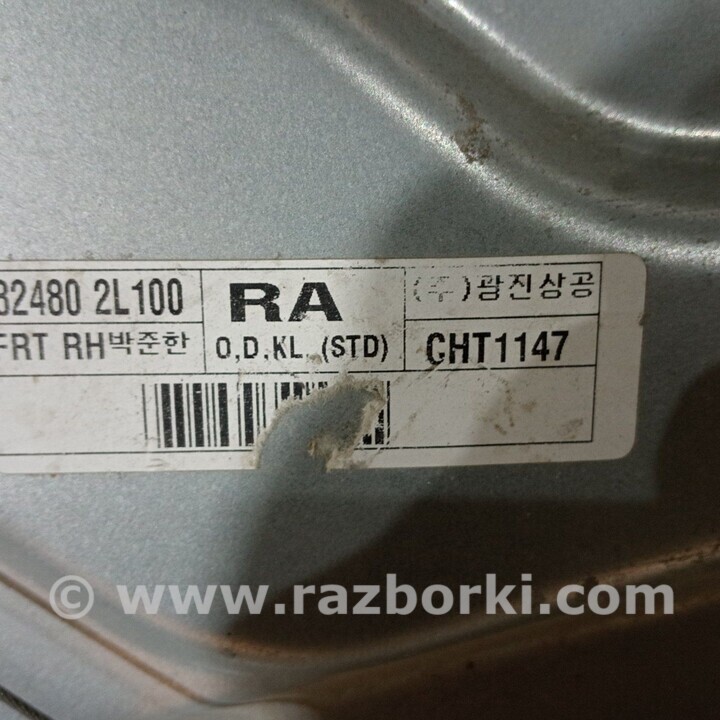 82480 2L100 RA (주)광진상공
FRT RH박준한 O,D,KL (STD) CHT1147
© www.razborki.com